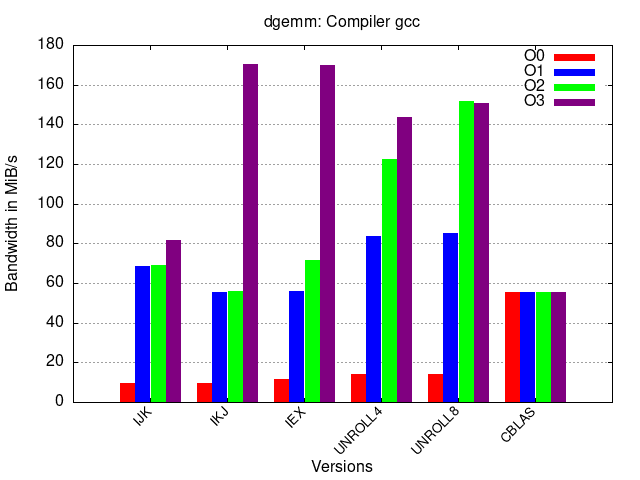 dgemm: Compiler gcc
180
160
140
120
100
80
60
40
20
0
Bandwidth in MiB/s
O0
O1
O2
O3
IJK
IKJ
IEX
UNROLL4
UNROLL8
CBLAS
Versions